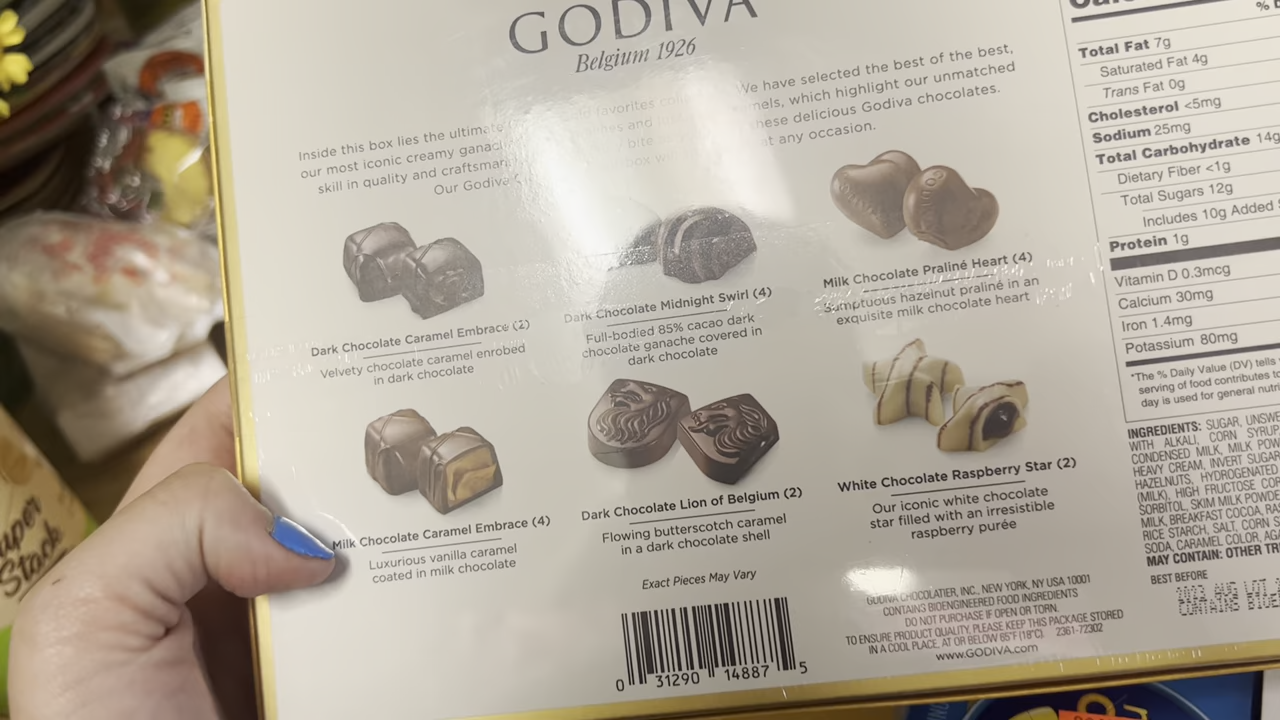 GODIVA
Belgium 1926
Inside this box lies the ultimate favorites We have selected the best of the best,
our most iconic creamy and which highlight our unmatched
skill in quality and bite these delicious Godiva chocolates.
Our Godiva box at any occasion.
Dark Chocolate Caremel Embrace (2)
Velvety chocolate caramel enrobed
in dark chocolate
Dark Chocolate Midnight Swirl (4)
Full-bodied 85% cacao dark
chocolate ganache covered in
dark chocolate
Milk Chocolate Praliné Heart (4)
Sumptuous hazelnut praliné in an
exquisite milk chocolate heart
Milk Chocolate Caramel Embrace (4)
Luxurious vanilla caramel
coated in milk chocolate
Dark Chocolate Lion of Belgium (2)
Flowing butterscotch caramel
in a dark chocolate shell
White Chocolate Raspberry Star (2)
Our iconic white chocolate
star filled with an irresistible
raspberry purée
Exact Pieces May Vary
0 31290 14887 5
GODIVA CHOCOLATIER, INC., NEW YORK, NY USA 10001
CONTAINS BIOENGINEERED FOOD INGREDIENTS
DO NOT PURCHASE IF OPEN OR TORN.
TO ENSURE PRODUCT QUALITY, PLEASE KEEP THIS PACKAGE STORED
IN A COOL PLACE, AT OR BELOW 65°F (18°C). 2361-72302
www.GODIVA.com
% D
Total Fat 7g
Saturated Fat 4g
Trans Fat 0g
Cholesterol <5mg
Sodium 25mg
Total Carbohydrate 14g
Dietary Fiber <1g
Total Sugars 12g
Includes 10g Added
Protein 1g
Vitamin D 0.3mcg
Calcium 30mg
Iron 1.4mg
Potassium 80mg
*The % Daily Value (DV) tells
serving of food contributes to
day is used for general nutri
INGREDIENTS: SUGAR, UNSWE
WITH ALKALI, CORN SYRUP
CONDENSED MILK, MILK POW
HEAVY CREAM, INVERT SUGAR
HAZELNUTS, HYDROGENATED
(MILK), HIGH FRUCTOSE COR
SORBITOL, SKIM MILK POWDE
MILK, BREAKFAST COCOA, RAS
RICE STARCH, SALT, CORN S
SODA, CARAMEL COLOR, AGA
MAY CONTAIN: OTHER TR
BEST BEFORE
2023 AUG
CONTAINS BIOE
Super
Stack